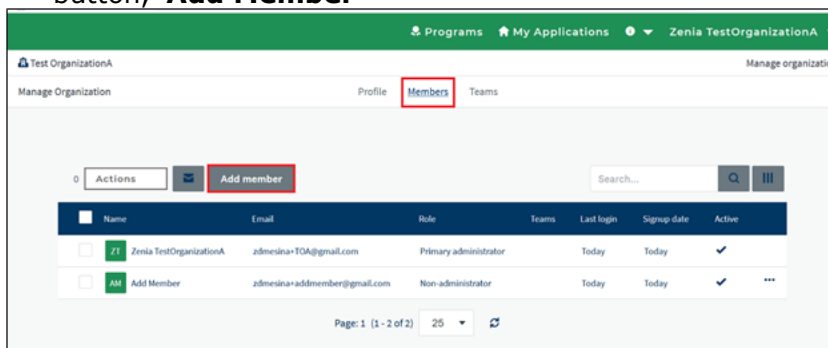 button, Add Member
Programs My Applications Zenia TestOrganizationA
Test OrganizationA Manage organizati
Manage Organization Profile Members Teams
0 Actions Add member Search...
Name Email Role Teams Last login Signup date Active
ZT Zenia TestOrganizationA zdmesina+TOA@gmail.com Primary administrator Today Today
AM Add Member zdmesina+addmember@gmail.com Non-administrator Today Today
Page: 1 (1 - 2 of 2) 25